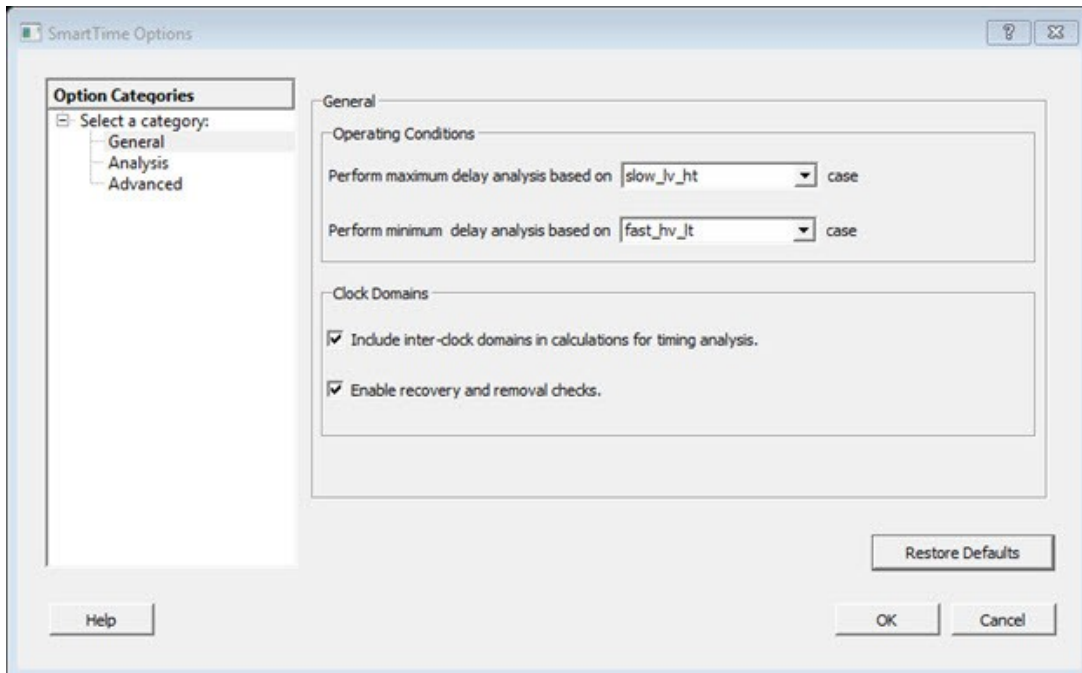 SmartTime Options
Option Categories
Select a category:
General
Analysis
Advanced
General
Operating Conditions
Perform maximum delay analysis based on slow_lv_ht case
Perform minimum delay analysis based on fast_hv_lt case
Clock Domains
Include inter-clock domains in calculations for timing analysis.
Enable recovery and removal checks.
Restore Defaults
Help OK Cancel